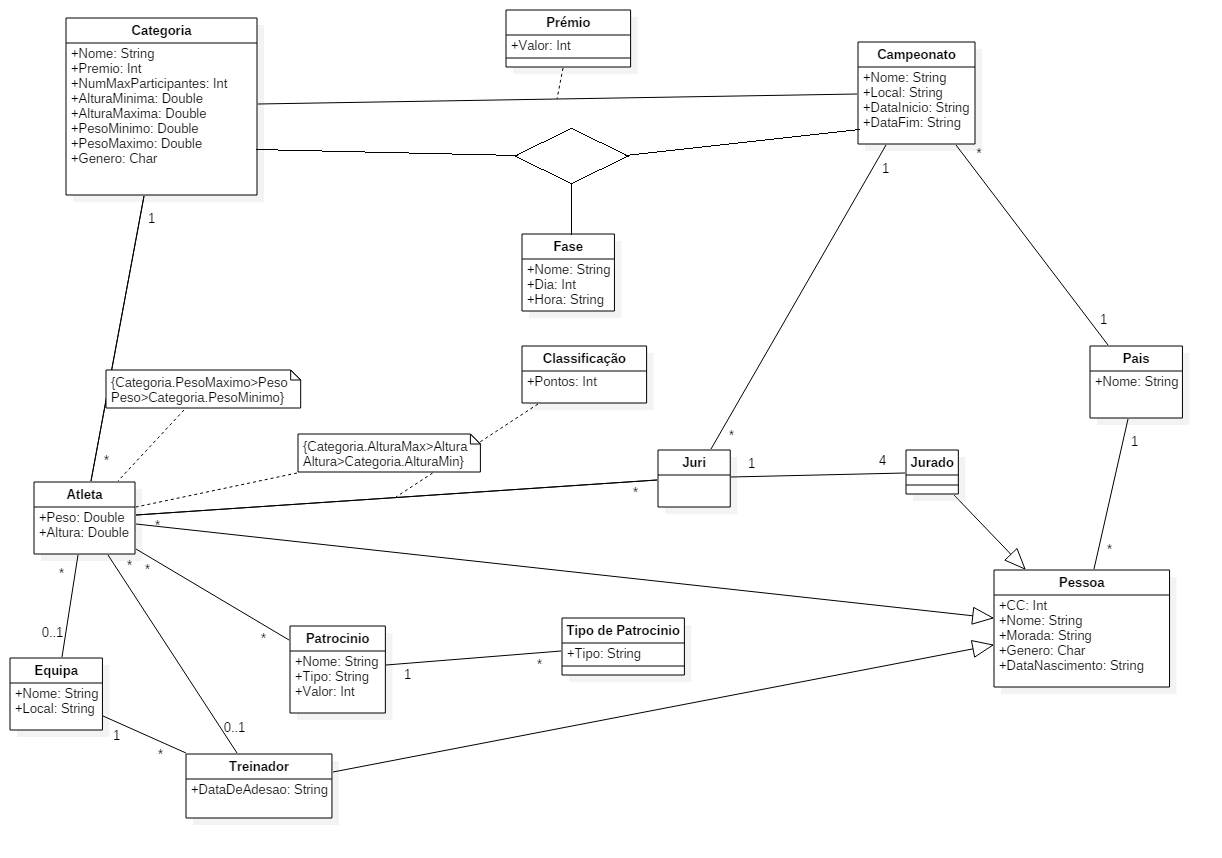 Categoria
+Nome: String
+Premio: Int
+NumMaxParticipantes: Int
+AlturaMinima: Double
+AlturaMaxima: Double
+PesoMinimo: Double
+PesoMaximo: Double
+Genero: Char
Prémio
+Valor: Int
Campeonato
+Nome: String
+Local: String
+DataInicio: String
+DataFim: String
*
1
1
Fase
+Nome: String
+Dia: Int
+Hora: String
1
Classificação
+Pontos: Int
Pais
+Nome: String
{Categoria.PesoMaximo>Peso
Peso>Categoria.PesoMinimo}
{Categoria.AlturaMax>Altura
Altura>Categoria.AlturaMin}
*
*
1
Juri
1
4
Jurado
*
Atleta
+Peso: Double
+Altura: Double
*
*
*
*
*
Pessoa
+CC: Int
+Nome: String
+Morada: String
+Genero: Char
+DataNascimento: String
0..1
*
Patrocinio
+Nome: String
+Tipo: String
+Valor: Int
1
*
Tipo de Patrocinio
+Tipo: String
Equipa
+Nome: String
+Local: String
1
*
0..1
Treinador
+DataDeAdesao: String